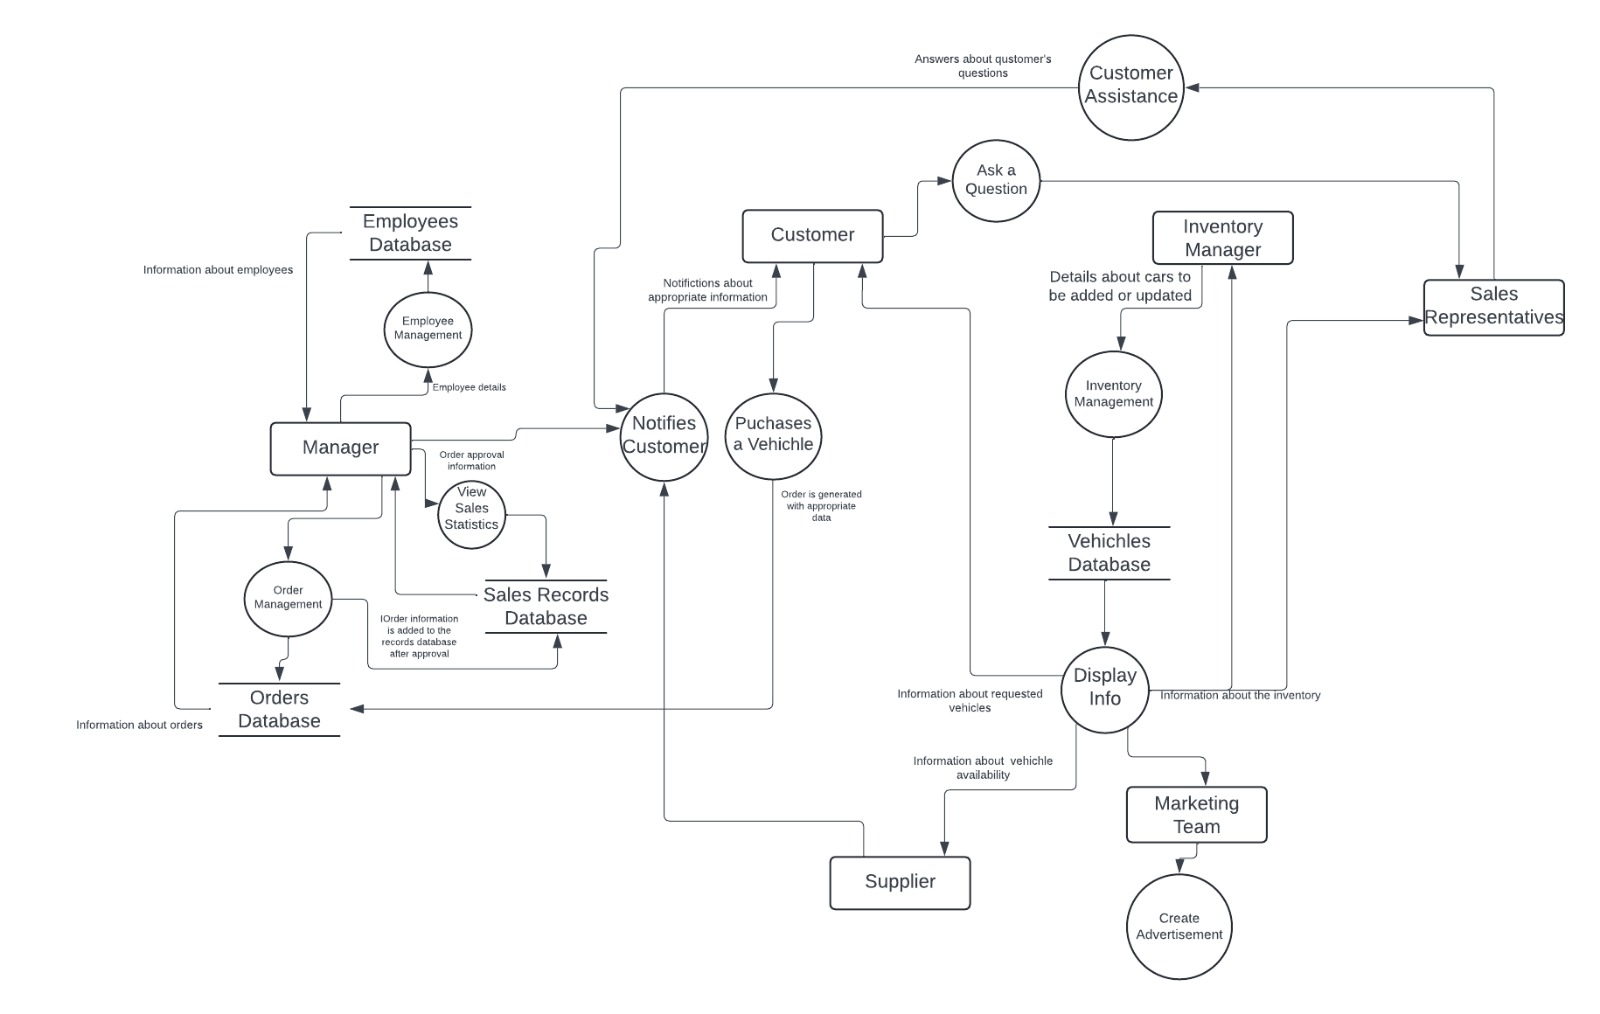 Answers about qustomer's
questions
Customer
Assistance
Ask a
Question
Employees
Database
Customer
Inventory
Manager
Information about employees
Notifictions about
appropriate information
Details about cars to
be added or updated
Sales
Representatives
Employee
Management
Employee details
Inventory
Management
Manager
Notifies
Customer
Puchases
a Vehichle
Order approval
information
View
Sales
Statistics
Order is generated
with appropriate
data
Vehichles
Database
Order
Management
Sales Records
Database
IOrder information
is added to the
records database
after approval
Orders
Database
Information about orders
Display
Info
Information about requested
vehicles
Information about the inventory
Information about  vehichle
availability
Marketing
Team
Supplier
Create
Advertisement